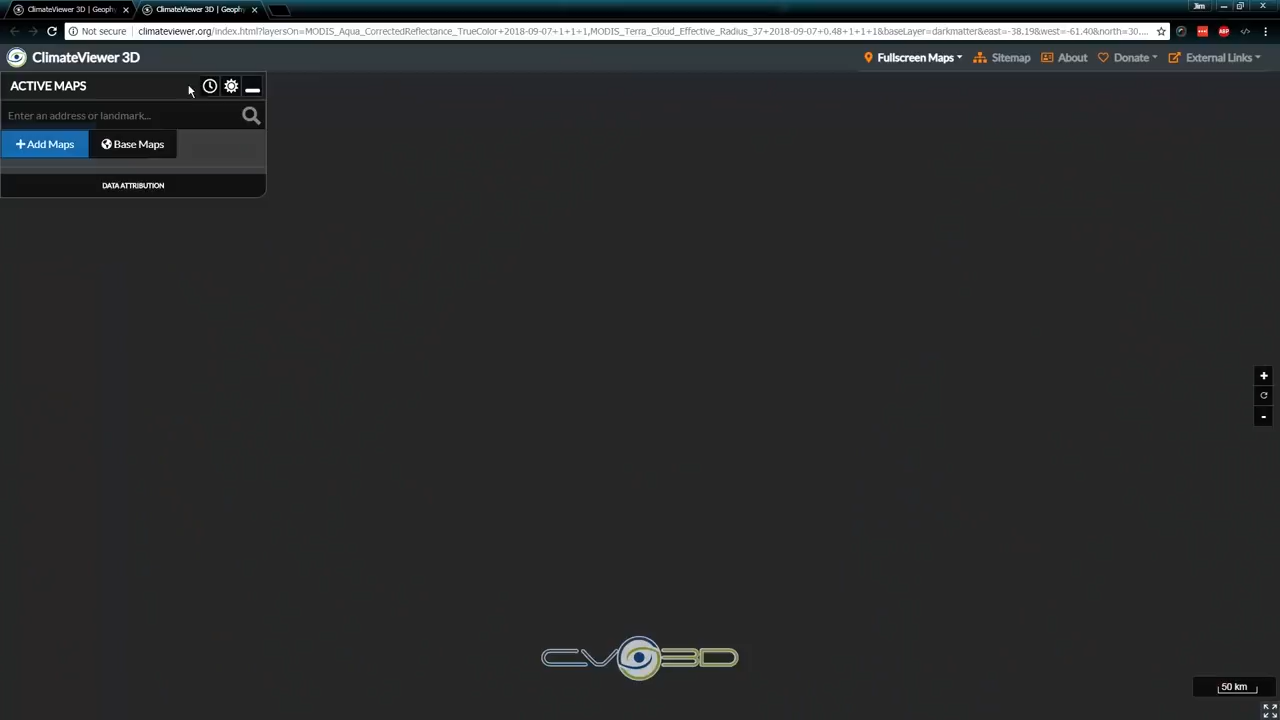 ClimateViewer 3D | Geoph
ClimateViewer 3D | Geoph
Jim
Not secure
climateviewer.org/index.html?layersOn=MODIS_Aqua_CorrectedReflectance_TrueColor+2018-09-07+1+1+1,MODIS_Terra_Cloud_Effective_Radius_37+2018-09-07+0.48+1+1+1&baseLayer=darkmatter&east=-38.19&west=-61.40&north=30....
ABP
ClimateViewer 3D
Fullscreen Maps
Sitemap
About
Donate
External Links
ACTIVE MAPS
Enter an address or landmark...
+ Add Maps
Base Maps
DATA ATTRIBUTION
+
-
CV3D
50 km